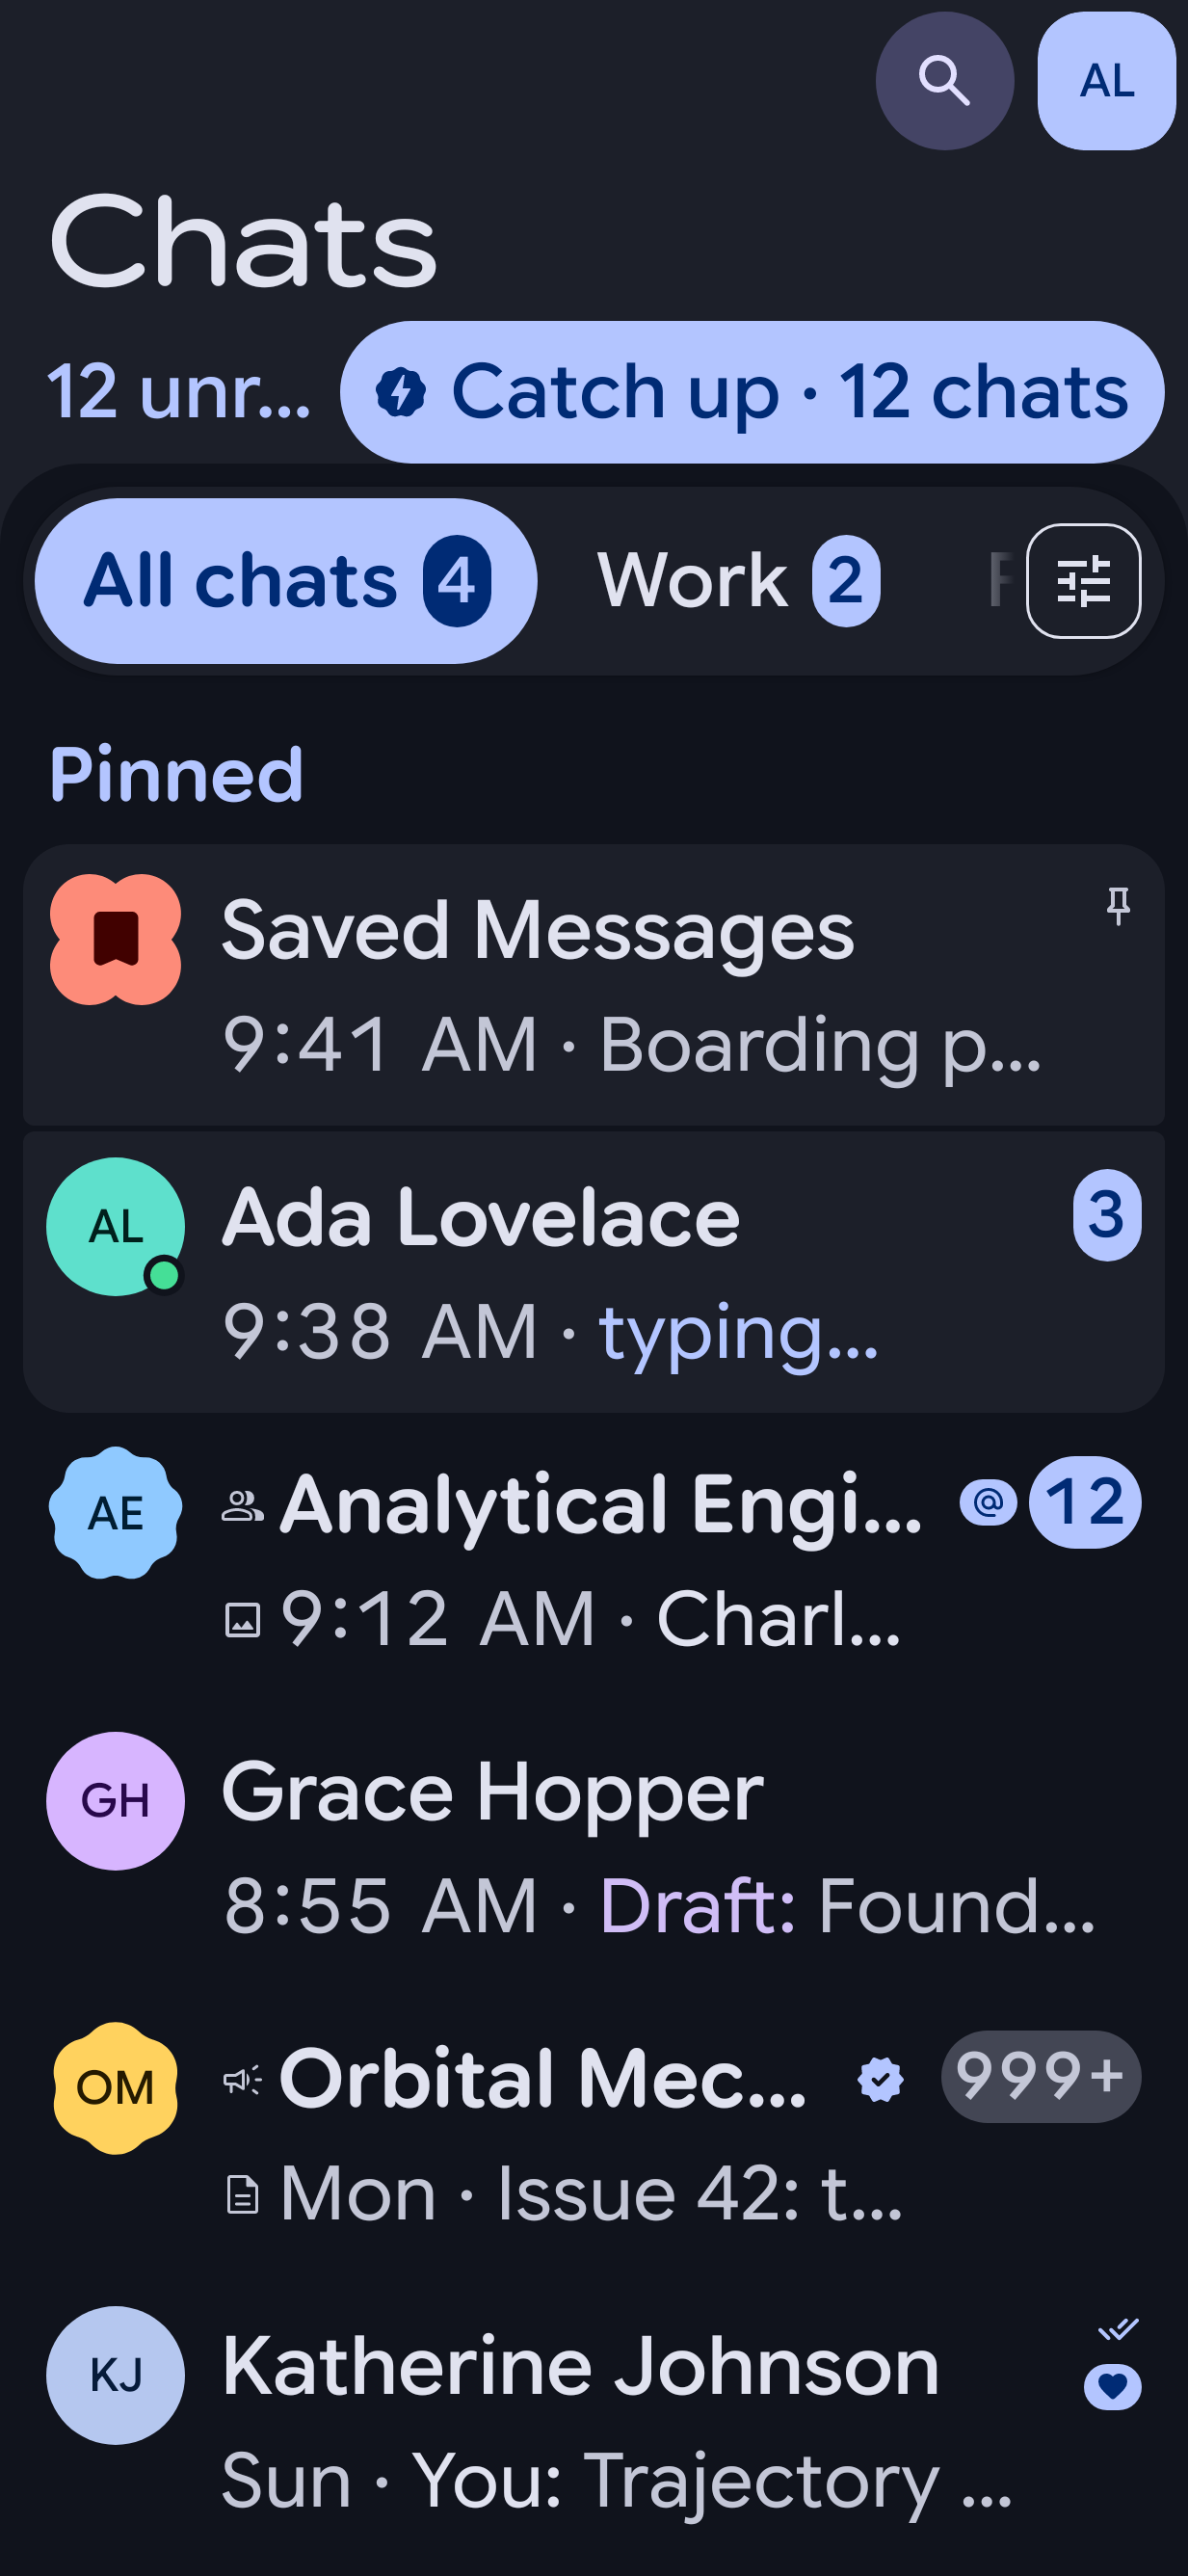 AL
Chats
12 unr...
Catch up · 12 chats
All chats 4
Work 2
Pinned
Saved Messages
9:41 AM · Boarding p...
AL
Ada Lovelace
3
9:38 AM · typing...
AE
Analytical Engi...
@ 12
9:12 AM · Charl...
GH
Grace Hopper
8:55 AM · Draft: Found...
OM
Orbital Mec...
999+
Mon · Issue 42: t...
KJ
Katherine Johnson
Sun · You: Trajectory ...